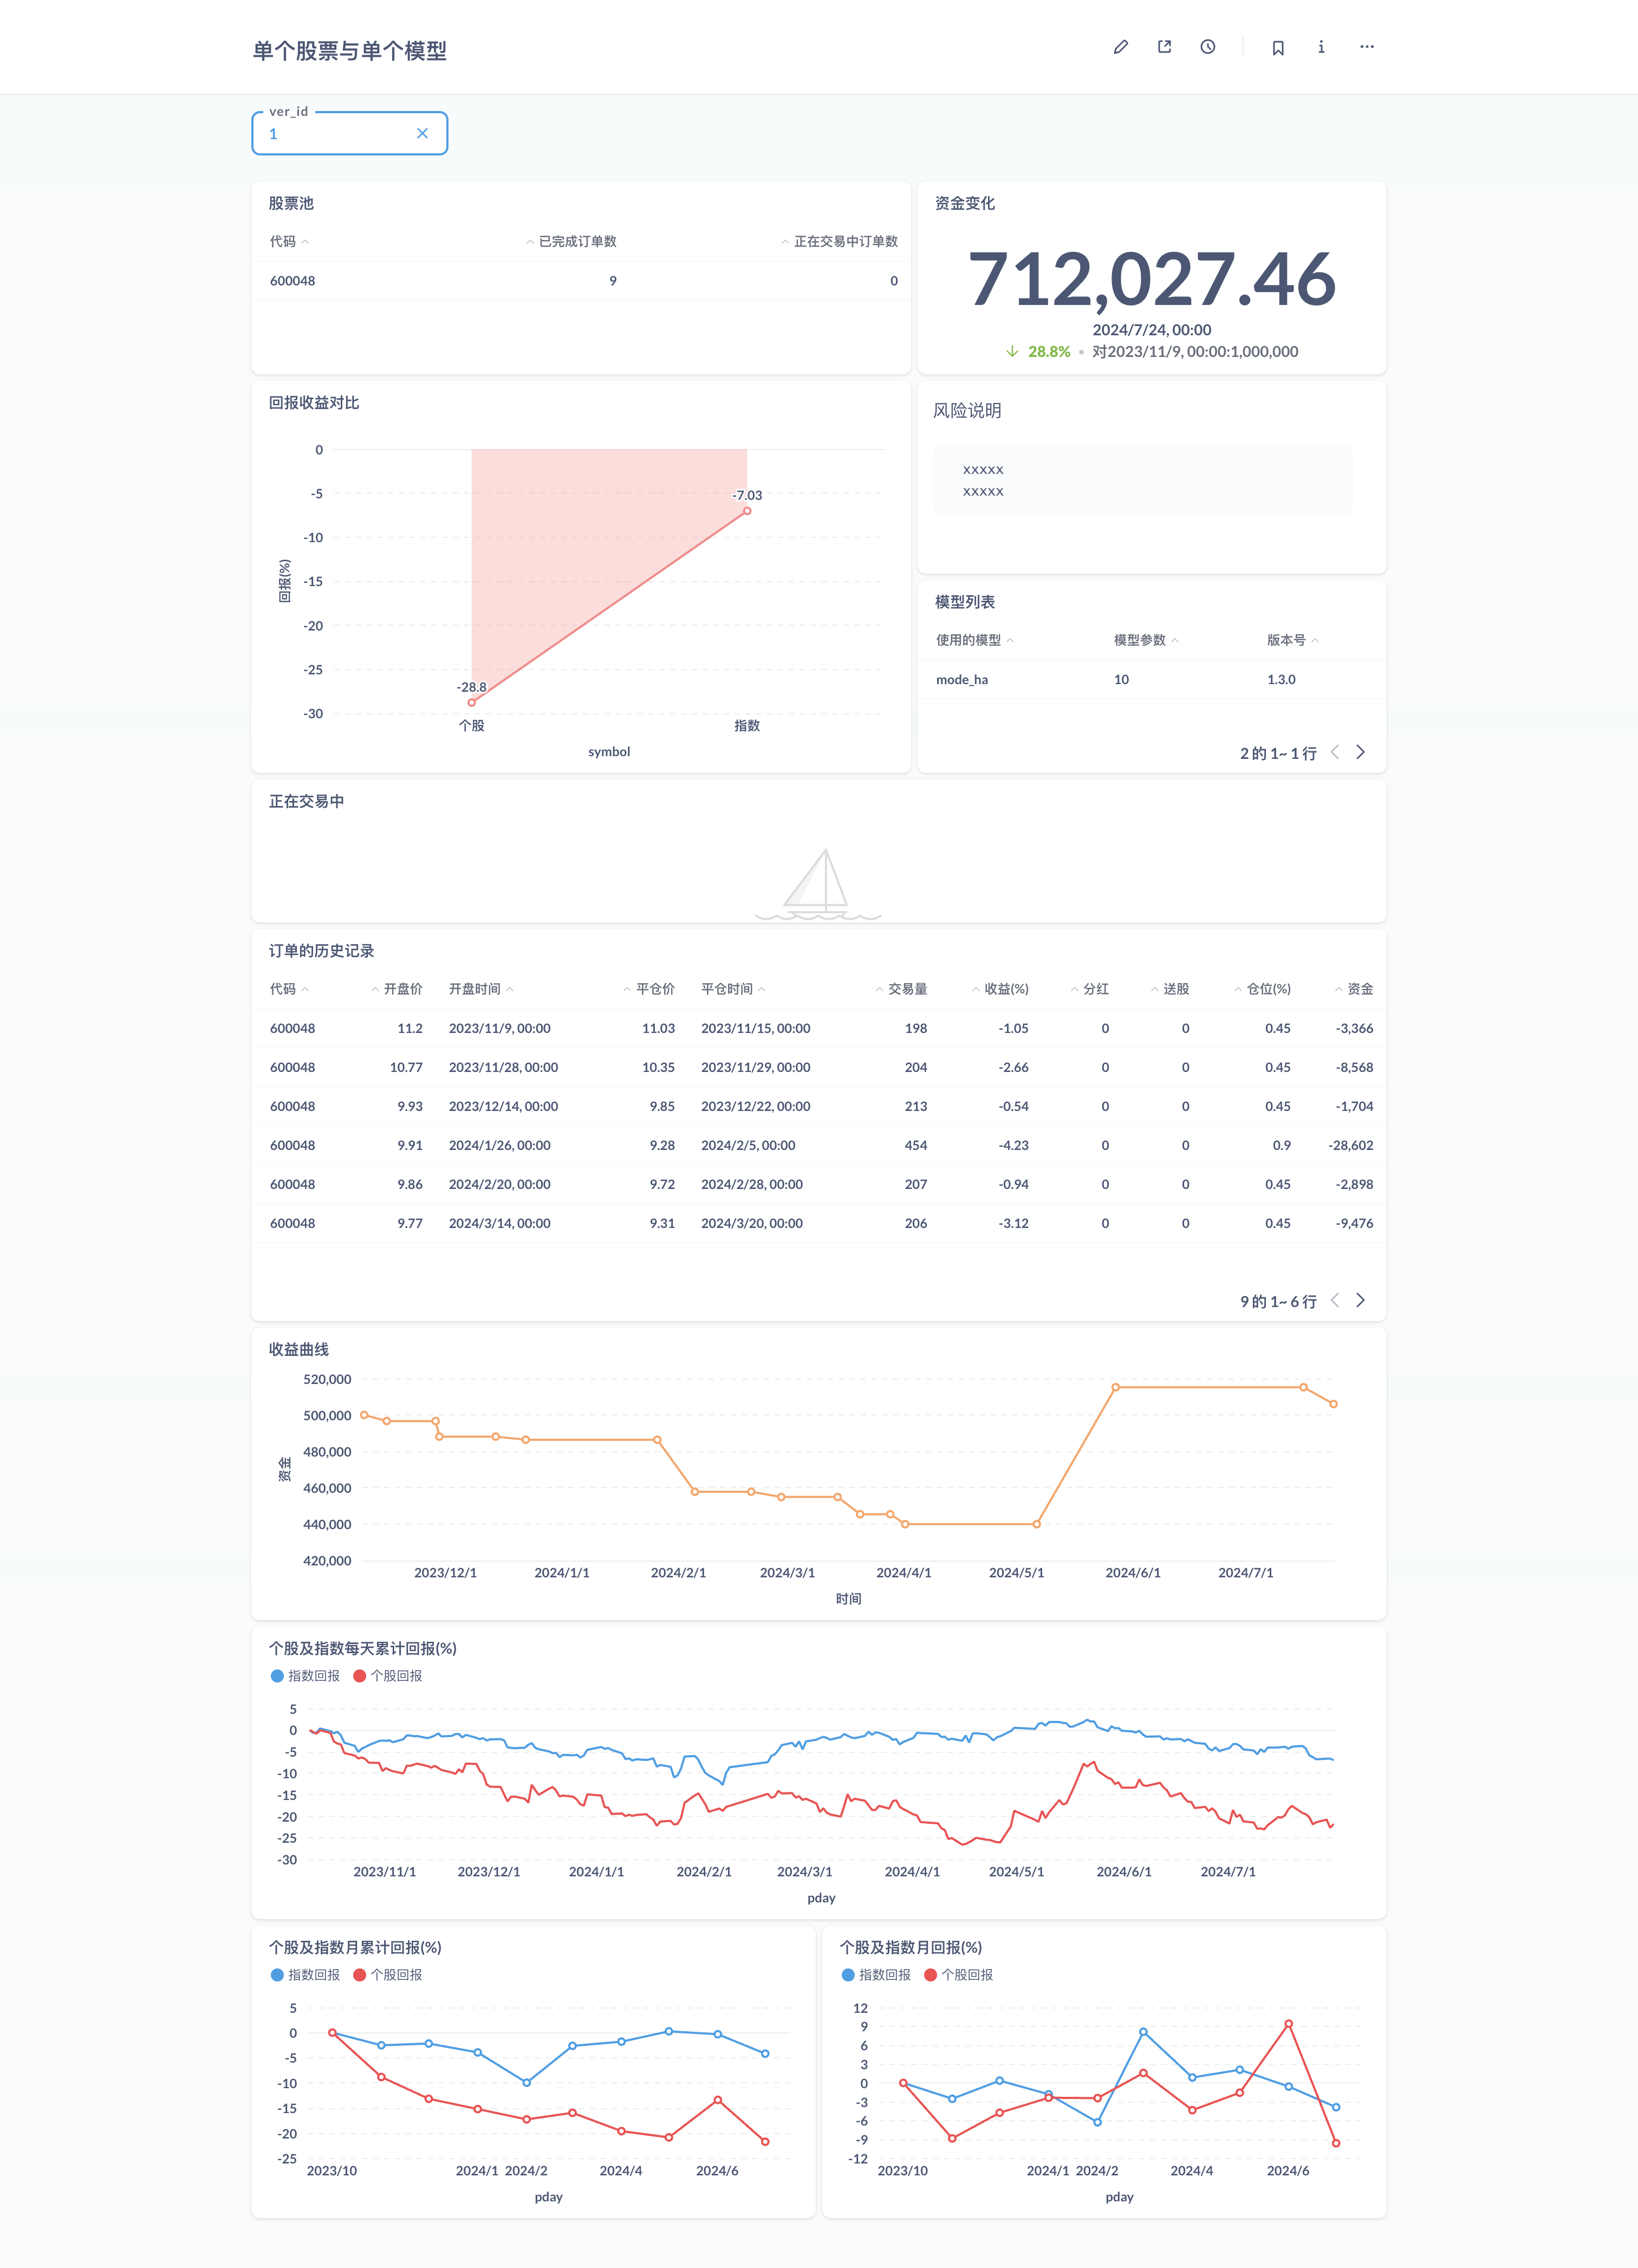 单个股票与单个模型
ver_id
1
股票池
代码 已完成订单数 正在交易中订单数
600048 9 0
资金变化
712,027.46
2024/7/24, 00:00
28.8% • 对2023/11/9, 00:00:1,000,000
回报收益对比
0
-5
-10
-15
-20
-25
-30
回报(%)
-7.03
-28.8
个股 指数
symbol
风险说明
xxxxx
xxxxx
模型列表
使用的模型 模型参数 版本号
mode_ha 10 1.3.0
2 的 1~ 1 行
正在交易中
订单的历史记录
代码 开盘价 开盘时间 平仓价 平仓时间 交易量 收益(%) 分红 送股 仓位(%) 资金
600048 11.2 2023/11/9, 00:00 11.03 2023/11/15, 00:00 198 -1.05 0 0 0.45 -3,366
600048 10.77 2023/11/28, 00:00 10.35 2023/11/29, 00:00 204 -2.66 0 0 0.45 -8,568
600048 9.93 2023/12/14, 00:00 9.85 2023/12/22, 00:00 213 -0.54 0 0 0.45 -1,704
600048 9.91 2024/1/26, 00:00 9.28 2024/2/5, 00:00 454 -4.23 0 0 0.9 -28,602
600048 9.86 2024/2/20, 00:00 9.72 2024/2/28, 00:00 207 -0.94 0 0 0.45 -2,898
600048 9.77 2024/3/14, 00:00 9.31 2024/3/20, 00:00 206 -3.12 0 0 0.45 -9,476
9 的 1~ 6 行
收益曲线
520,000
500,000
480,000
460,000
440,000
420,000
资金
2023/12/1 2024/1/1 2024/2/1 2024/3/1 2024/4/1 2024/5/1 2024/6/1 2024/7/1
时间
个股及指数每天累计回报(%)
指数回报 个股回报
5
0
-5
-10
-15
-20
-25
-30
2023/11/1 2023/12/1 2024/1/1 2024/2/1 2024/3/1 2024/4/1 2024/5/1 2024/6/1 2024/7/1
pday
个股及指数月累计回报(%)
指数回报 个股回报
5
0
-5
-10
-15
-20
-25
2023/10 2024/1 2024/2 2024/4 2024/6
pday
个股及指数月回报(%)
指数回报 个股回报
12
9
6
3
0
-3
-6
-9
-12
2023/10 2024/1 2024/2 2024/4 2024/6
pday